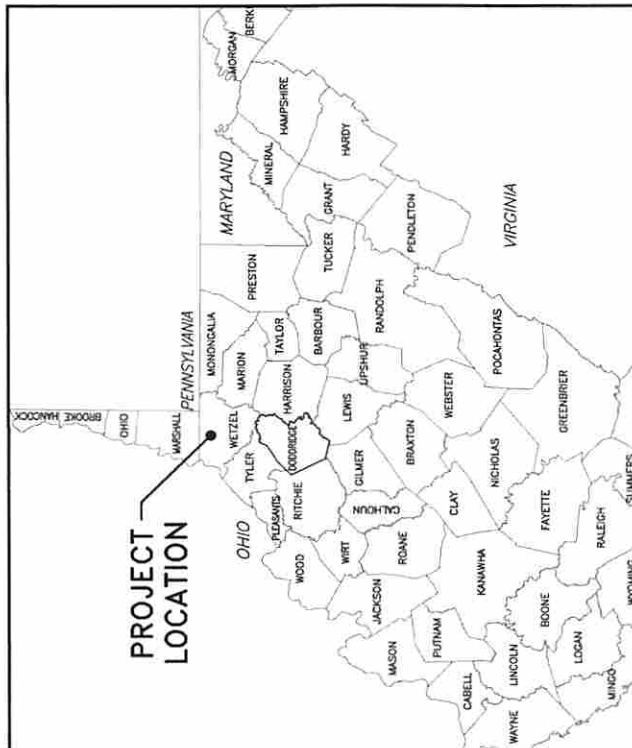 PROJECT
LOCATION
HANCOCK
BROOKE
OHIO
MARSHALL
PENNSYLVANIA
MARYLAND
OHIO
VIRGINIA
WETZEL
MONONGALIA
PRESTON
MORGAN
BERK
HAMPSHIRE
MINERAL
HARDY
GRANT
TUCKER
PENDLETON
MARION
TAYLOR
BARBOUR
RANDOLPH
HARRISON
TYLER
DODDRIDGE
PLEASANTS
RITCHIE
WOOD
WIRT
LEWIS
UPSHUR
GILMER
CALHOUN
BRAXTON
WEBSTER
POCAHONTAS
JACKSON
ROANE
CLAY
NICHOLAS
GREENBRIER
MASON
PUTNAM
KANAWHA
FAYETTE
CABELL
LINCOLN
BOONE
RALEIGH
SUMMERS
WAYNE
LOGAN
MINGO
WYOMING